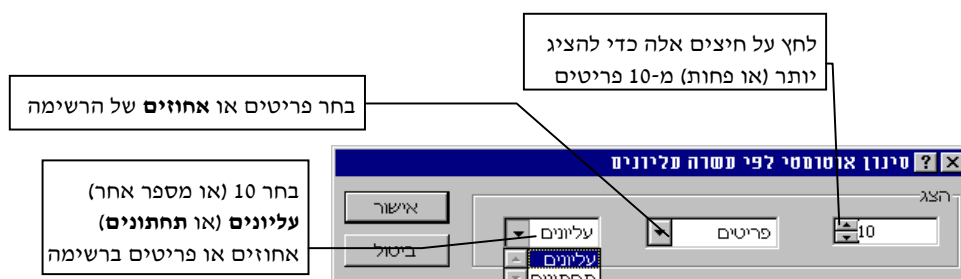 לחץ על חיצים אלה כדי להציג
יותר (או פחות) מ-10 פריטים
בחר פריטים או אחוזים של הרשימה
בחר 10 (או מספר אחר)
עליונים (או תחתונים)
אחוזים או פריטים ברשימה
סינון אוטומטי לפי עשרה עליונים
הצג
10
פריטים
עליונים
עליונים
תחתונים
אישור
ביטול